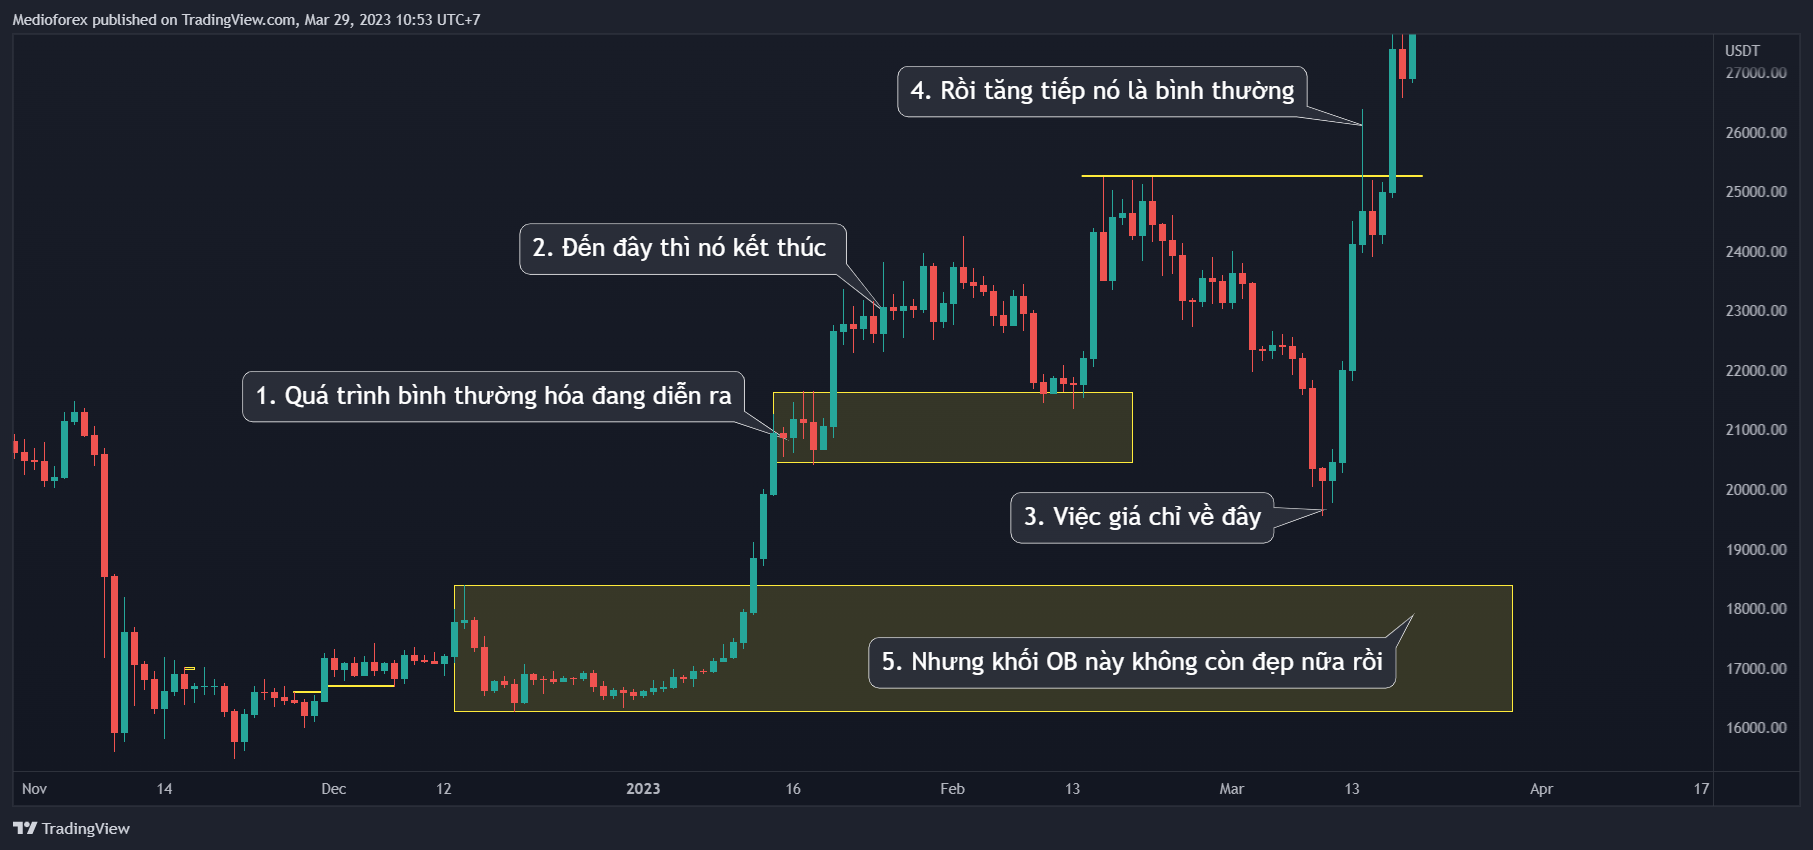 Medioforex published on TradingView.com, Mar 29, 2023 10:53 UTC+7
USDT
27000.00
4. Rồi tăng tiếp nó là bình thường
26000.00
25000.00
2. Đến đây thì nó kết thúc
24000.00
23000.00
22000.00
1. Quá trình bình thường hóa đang diễn ra
21000.00
20000.00
3. Việc giá chỉ về đây
19000.00
18000.00
5. Nhưng khối OB này không còn đẹp nữa rồi
17000.00
16000.00
Nov 14 Dec 12 2023 16 Feb 13 Mar 13 Apr 17
TradingView